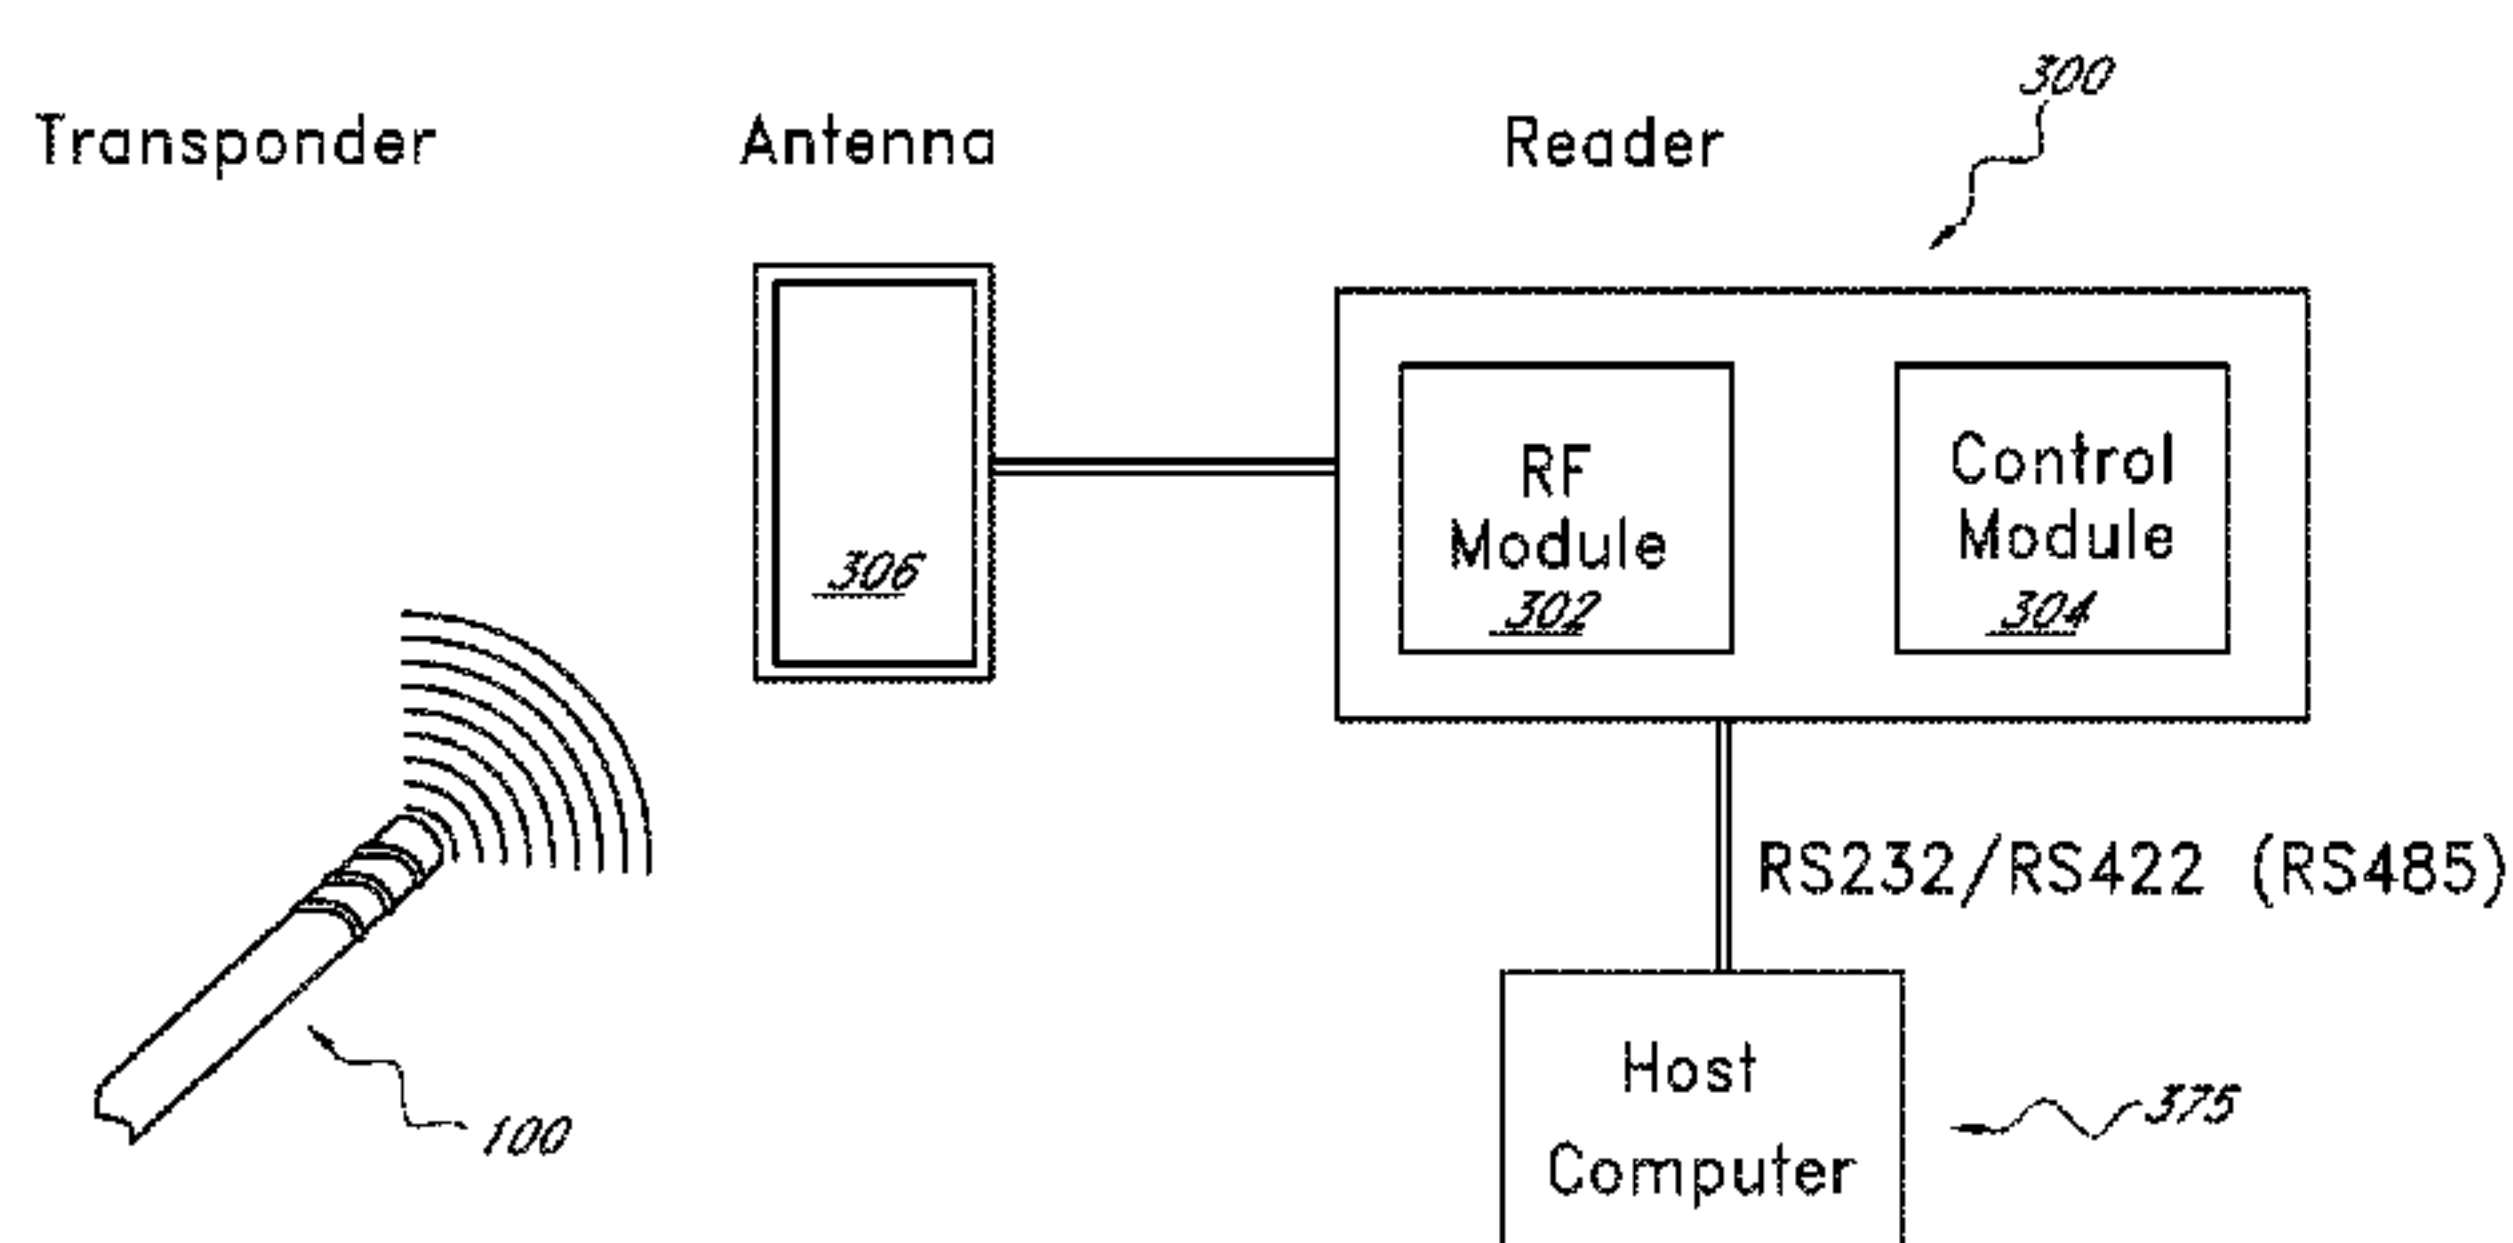 300
Transponder
Antenna
Reader
RF
Module
302
Control
Module
304
306
RS232/RS422 (RS485)
Host
Computer
375
100